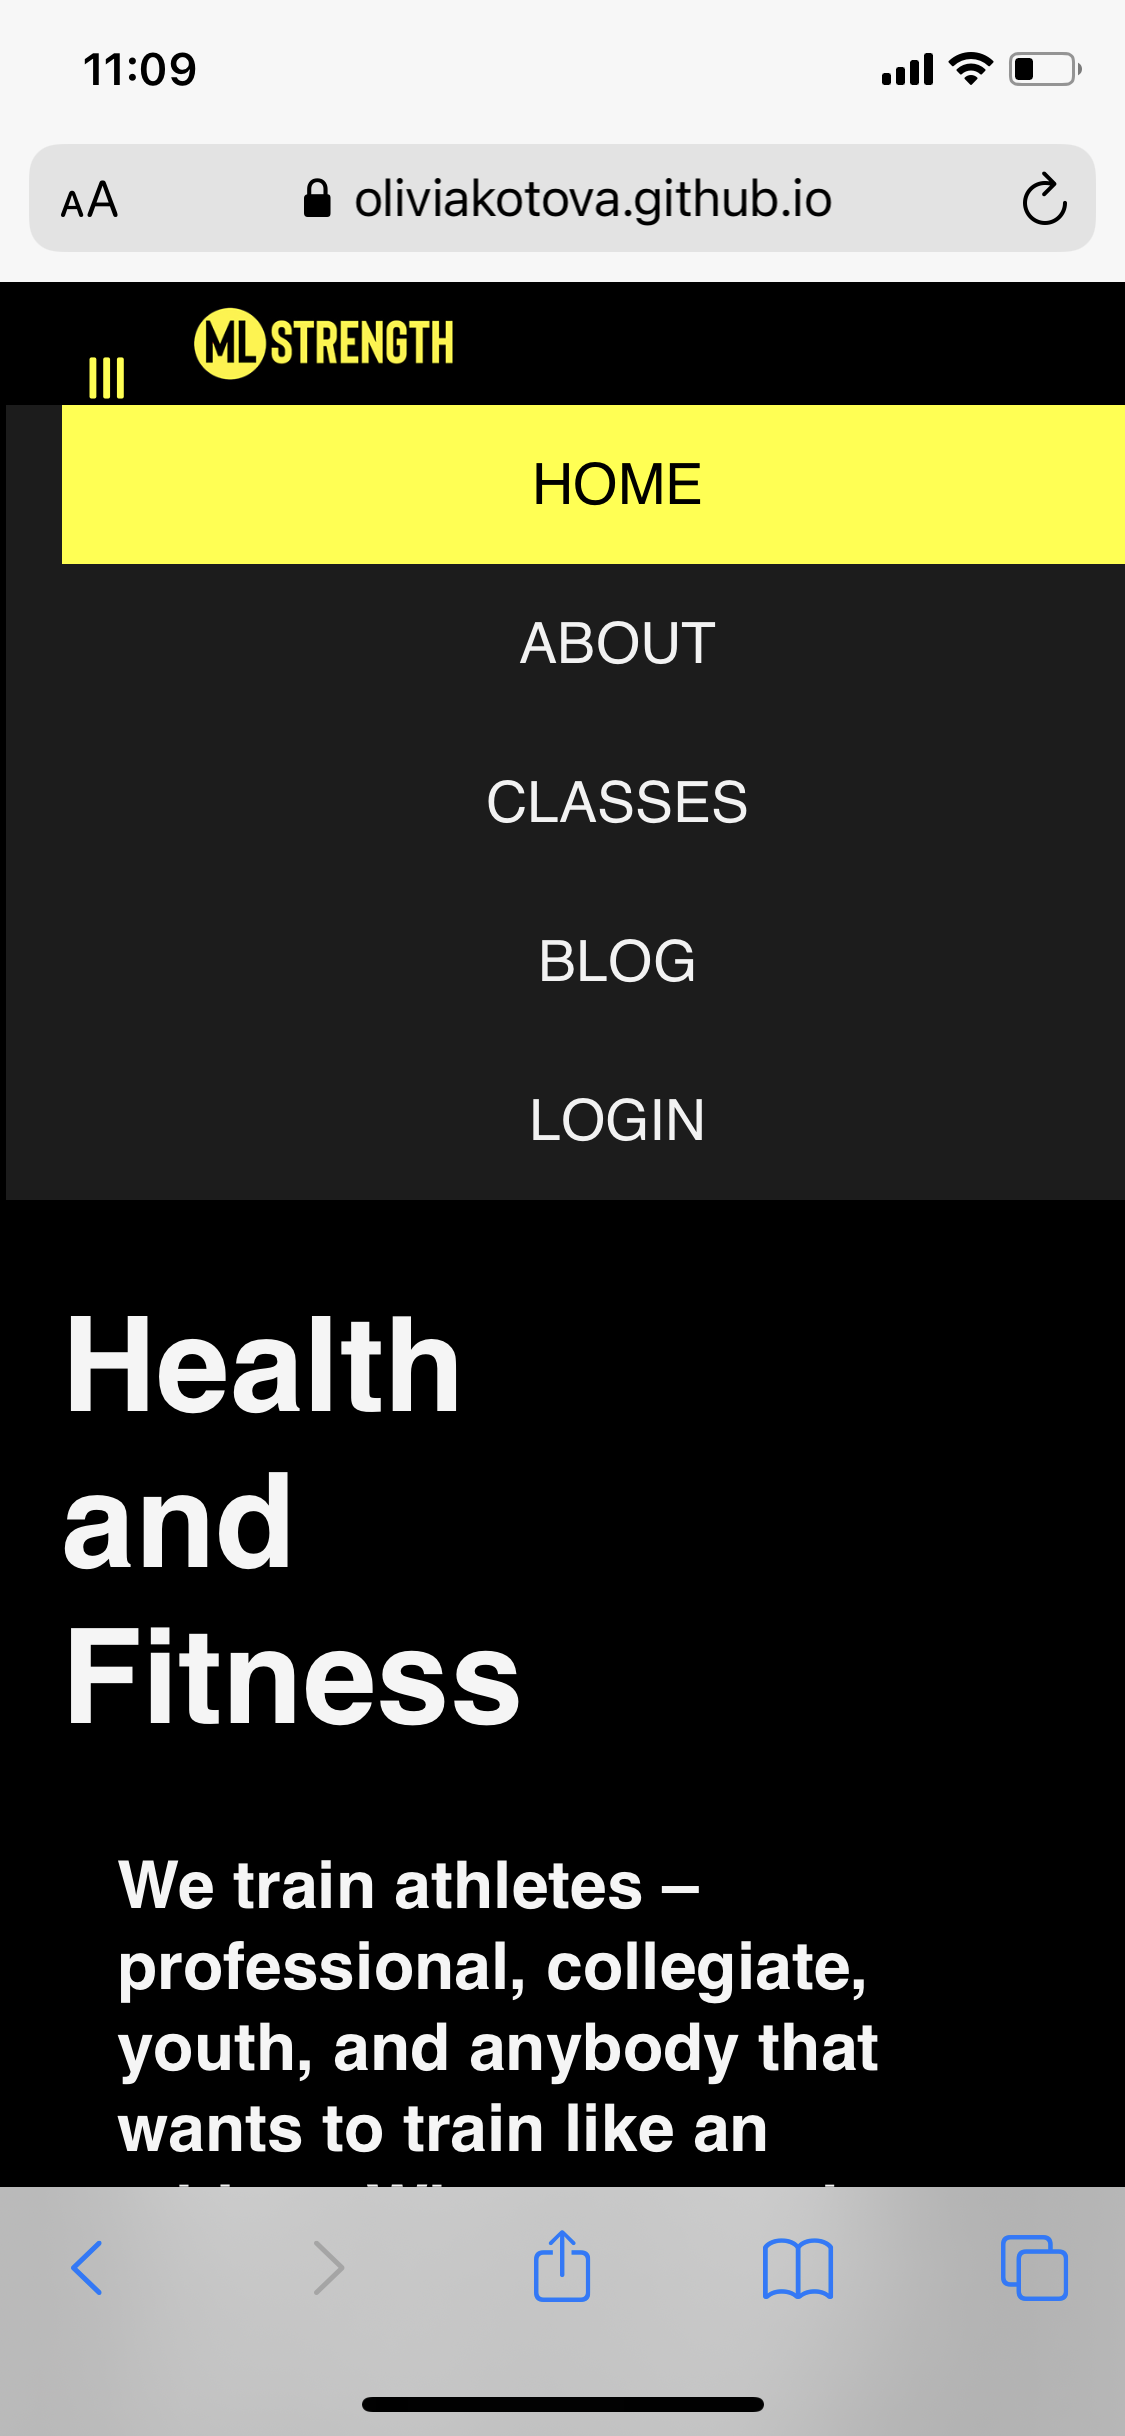 11:09
AA
oliviakotova.github.io
ML STRENGTH
HOME
ABOUT
CLASSES
BLOG
LOGIN
Health
and
Fitness
We train athletes –
professional, collegiate,
youth, and anybody that
wants to train like an